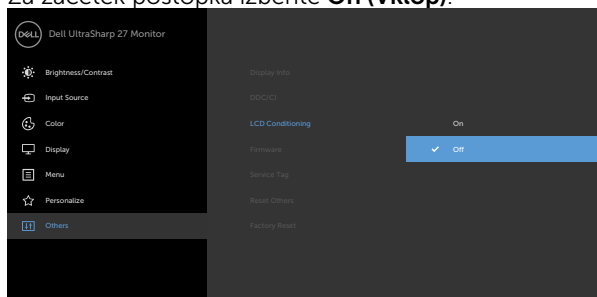 Za začetek postopka izberite On (Vklop).
DELL Dell UltraSharp 27 Monitor
Brightness/Contrast Display Info
Input Source DDC/CI
Color LCD Conditioning On
Display Firmware Off
Menu Service Tag
Personalize Reset Others
Others Factory Reset